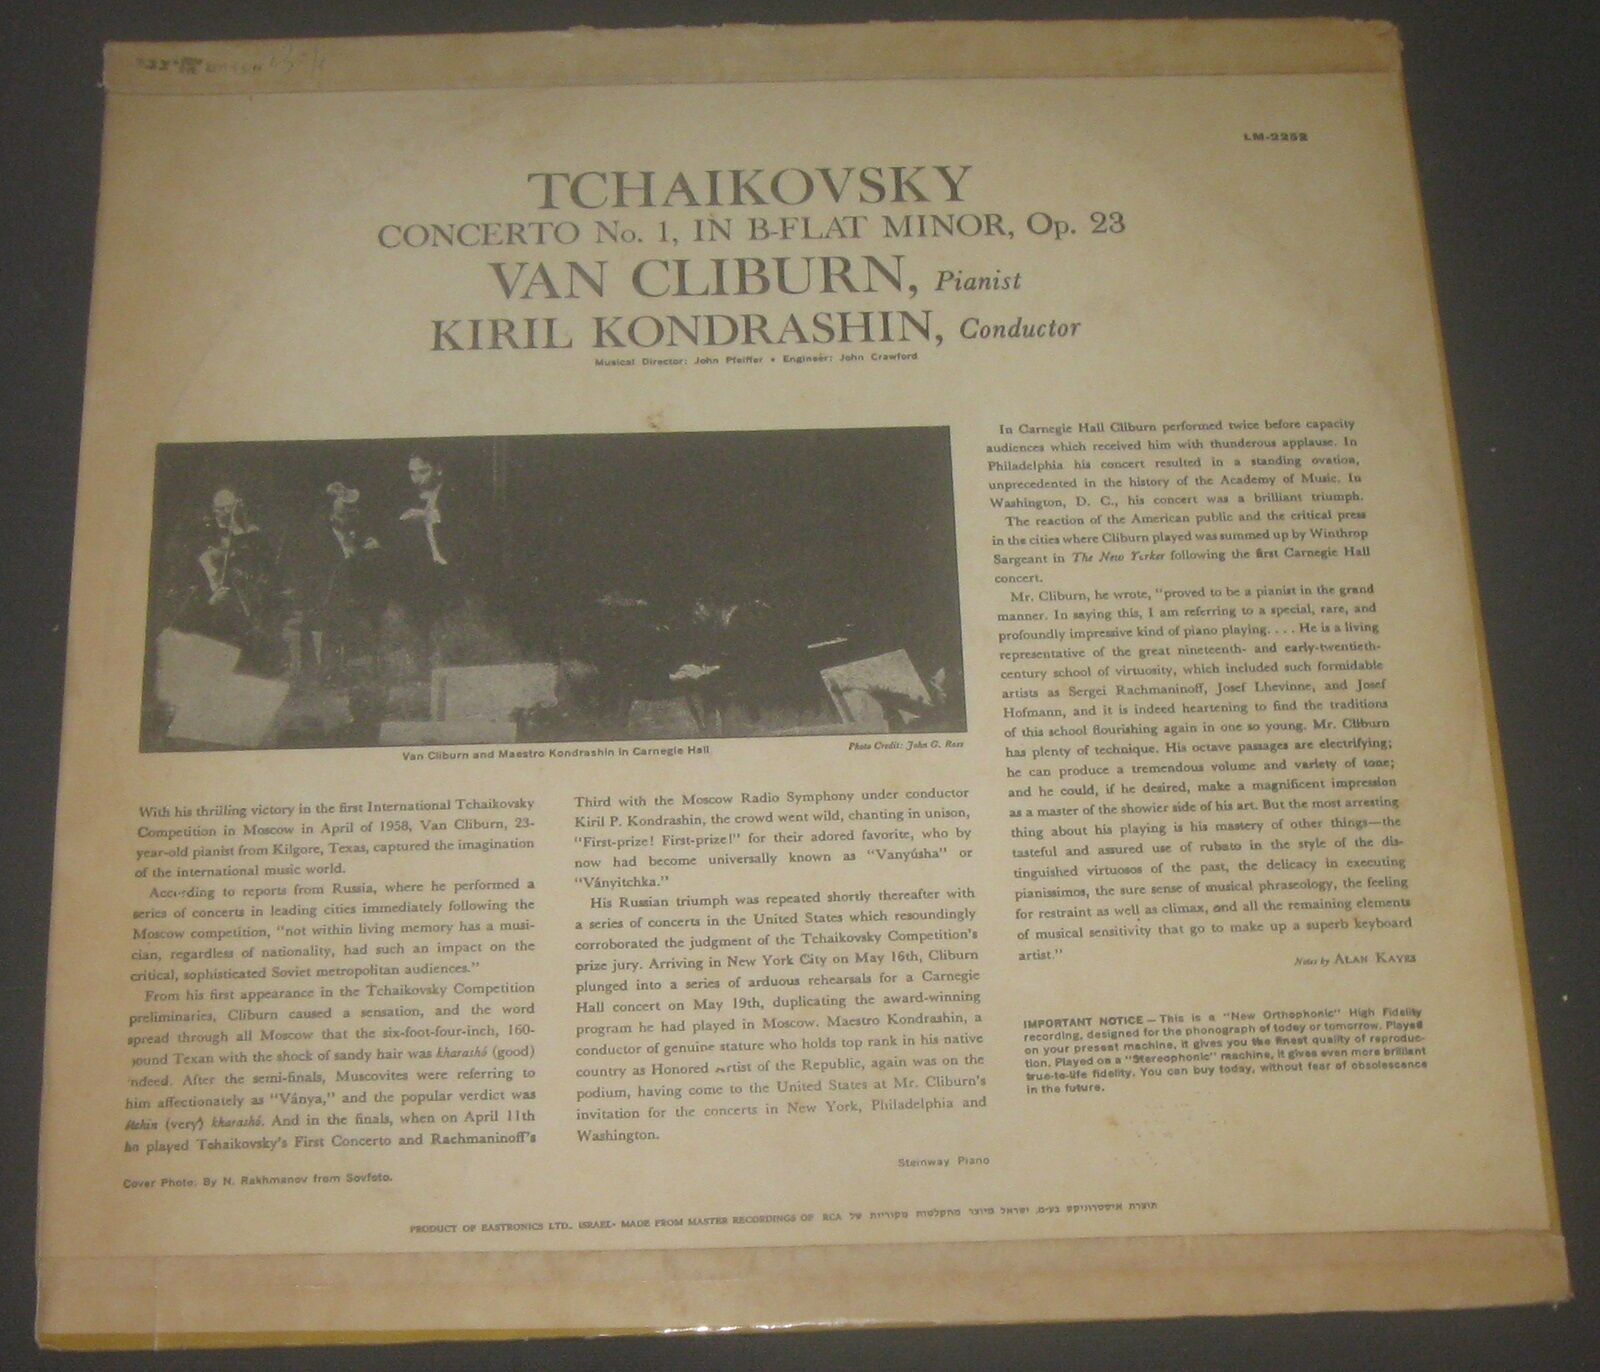 LM-2252
TCHAIKOVSKY
CONCERTO No. 1, IN B-FLAT MINOR, Op. 23
VAN CLIBURN, Pianist
KIRIL KONDRASHIN, Conductor
Musical Director: John Pfeiffer • Engineer: John Crawford
Van Cliburn and Maestro Kondrashin in Carnegie Hall
Photo Credit: John G. Ross
With his thrilling victory in the first International Tchaikovsky
Competition in Moscow in April of 1958, Van Cliburn, 23-
year-old pianist from Kilgore, Texas, captured the imagination
of the international music world.
According to reports from Russia, where he performed a
series of concerts in leading cities immediately following the
Moscow competition, "not within living memory has a musi-
cian, regardless of nationality, had such an impact on the
critical, sophisticated Soviet metropolitan audiences."
From his first appearance in the Tchaikovsky Competition
preliminaries, Cliburn caused a sensation, and the word
spread through all Moscow that the six-foot-four-inch, 160-
pound Texan with the shock of sandy hair was kharashó (good)
indeed. After the semi-finals, Muscovites were referring to
him affectionately as "Ványa," and the popular verdict was
(very) kharashó. And in the finals, when on April 11th
he played Tchaikovsky's First Concerto and Rachmaninoff's
Cover Photo: By N. Rakhmanov from Sovfoto.
Third with the Moscow Radio Symphony under conductor
Kiril P. Kondrashin, the crowd went wild, chanting in unison,
"First-prize! First-prize!" for their adored favorite, who by
now had become universally known as "Vanyúsha" or
"Ványitchka."
His Russian triumph was repeated shortly thereafter with
a series of concerts in the United States which resoundingly
corroborated the judgment of the Tchaikovsky Competition's
prize jury. Arriving in New York City on May 16th, Cliburn
plunged into a series of arduous rehearsals for a Carnegie
Hall concert on May 19th, duplicating the award-winning
program he had played in Moscow. Maestro Kondrashin, a
conductor of genuine stature who holds top rank in his native
country as Honored Artist of the Republic, again was on the
podium, having come to the United States at Mr. Cliburn's
invitation for the concerts in New York, Philadelphia and
Washington.
Steinway Piano
In Carnegie Hall Cliburn performed twice before capacity
audiences which received him with thunderous applause. In
Philadelphia his concert resulted in a standing ovation,
unprecedented in the history of the Academy of Music. In
Washington, D. C., his concert was a brilliant triumph.
The reaction of the American public and the critical press
in the cities where Cliburn played was summed up by Winthrop
Sargeant in The New Yorker following the first Carnegie Hall
concert.
Mr. Cliburn, he wrote, "proved to be a pianist in the grand
manner. In saying this, I am referring to a special, rare, and
profoundly impressive kind of piano playing. . . . He is a living
representative of the great nineteenth- and early-twentieth-
century school of virtuosity, which included such formidable
artists as Sergei Rachmaninoff, Josef Lhevinne, and Josef
Hofmann, and it is indeed heartening to find the traditions
of this school flourishing again in one so young. Mr. Cliburn
has plenty of technique. His octave passages are electrifying;
he can produce a tremendous volume and variety of tone;
and he could, if he desired, make a magnificent impression
as a master of the showier side of his art. But the most arresting
thing about his playing is his mastery of other things—the
tasteful and assured use of rubato in the style of the dis-
tinguished virtuosos of the past, the delicacy in executing
pianissimos, the sure sense of musical phraseology, the feeling
for restraint as well as climax, and all the remaining elements
of musical sensitivity that go to make up a superb keyboard
artist."
Notes by ALAN KAYES
IMPORTANT NOTICE — This is a "New Orthophonic" High Fidelity
recording, designed for the phonograph of today or tomorrow. Played
on your present machine, it gives you the finest quality of reproduc-
tion. Played on a "Stereophonic" machine, it gives even more brilliant
true-to-life fidelity. You can buy today, without fear of obsolescence
in the future.
PRODUCT OF EASTRONICS LTD., ISRAEL- MADE FROM MASTER RECORDINGS OF RCA תוצרת איסטרוניקס בע-מ. ישראל מיוצר מהקלטות מקוריות של